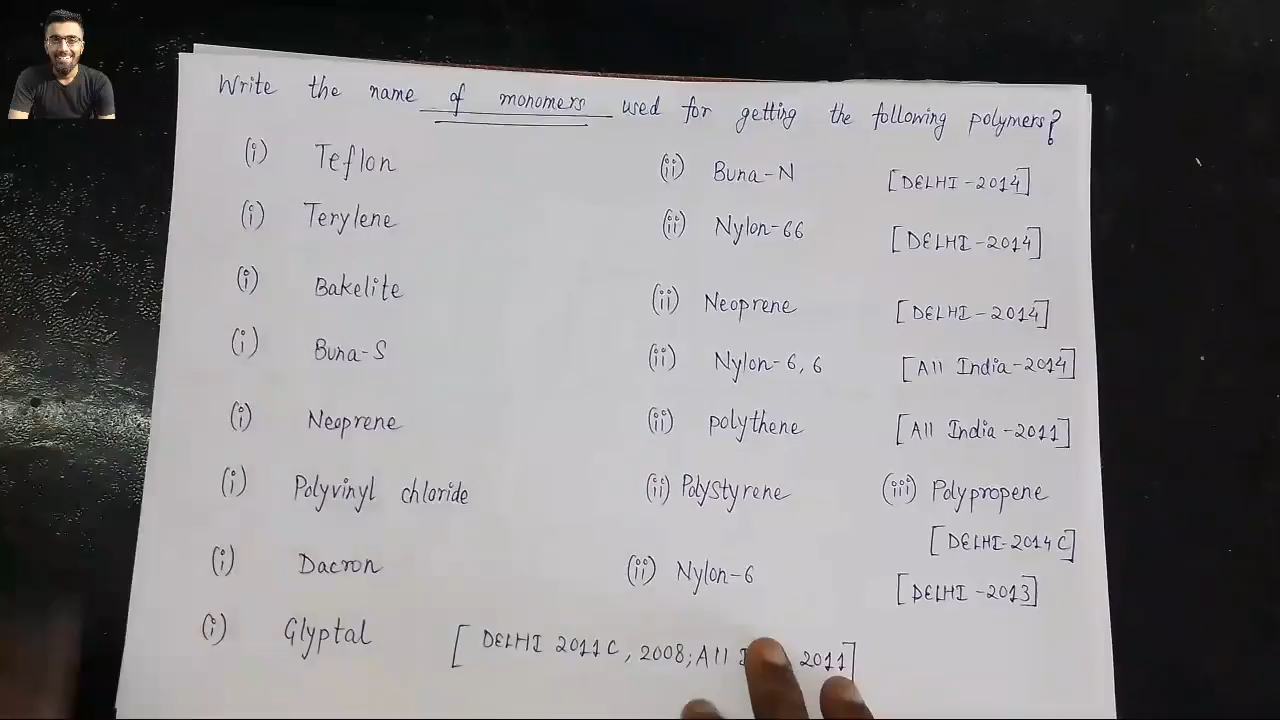 Write the name of monomers used for getting the following polymers?
(i) Teflon (ii) Buna-N [DELHI-2014]
(i) Terylene (ii) Nylon-66 [DELHI-2014]
(i) Bakelite (ii) Neoprene [DELHI-2014]
(i) Buna-S (ii) Nylon-6,6 [All India-2014]
(i) Neoprene (ii) polythene [All India-2011]
(i) Polyvinyl chloride (ii) Polystyrene (iii) Polypropene
[DELHI-2014 C]
(i) Dacron (ii) Nylon-6 [DELHI-2013]
(i) Glyptal [DELHI 2011C, 2008; All 2011]